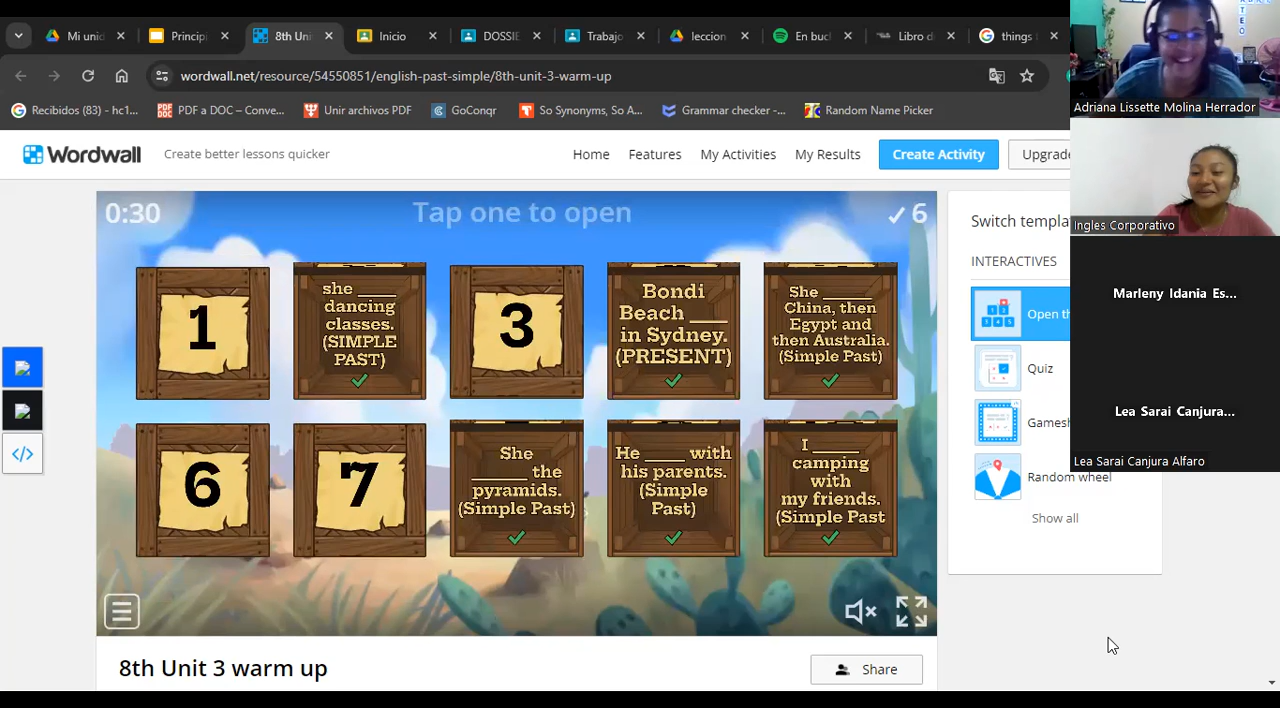 Mi unid
Principi
8th Uni
Inicio
DOSSIE
Trabajo
leccion
En bucl
Libro d
things
wordwall.net/resource/54550851/english-past-simple/8th-unit-3-warm-up
Recibidos (83) - hc1...
PDF a DOC – Conve...
Unir archivos PDF
GoConqr
So Synonyms, So A...
Grammar checker -...
Random Name Picker
Wordwall
Create better lessons quicker
Home
Features
My Activities
My Results
Create Activity
Upgrade
0:30
Tap one to open
✓ 6
1
she ____
dancing
classes.
(SIMPLE
PAST)
3
Bondi
Beach ____
in Sydney.
(PRESENT)
She ______
China, then
Egypt and
then Australia.
(Simple Past)
6
7
She
_______ the
pyramids.
(Simple Past)
He ____ with
his parents.
(Simple
Past)
I _____
camping
with
my friends.
(Simple Past
8th Unit 3 warm up
Share
Switch templa
INTERACTIVES
Open th
Quiz
Gamesh
Random wheel
Show all
Adriana Lissette Molina Herrador
Ingles Corporativo
Marleny Idania Es...
Lea Sarai Canjura...
Lea Sarai Canjura Alfaro